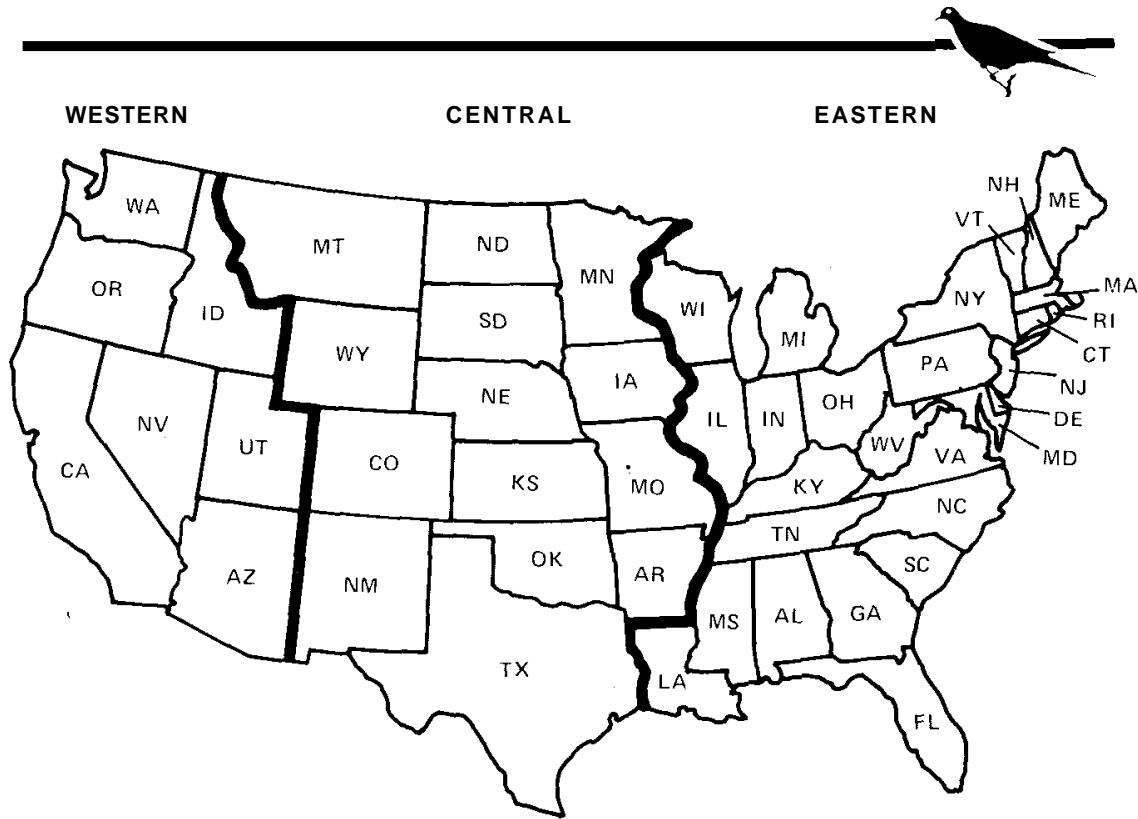 WESTERN CENTRAL EASTERN
NH ME
WA VT
MT ND
MN
OR MA
NY
WI
ID SD RI
MI
WY CT
PA
IA NJ
NE
OH
DE
NV IL IN
UT WV
CA CO MD
VA
KS MO KY
NC
TN
OK
AZ AR SC
NM
MS AL GA
TX LA
FL